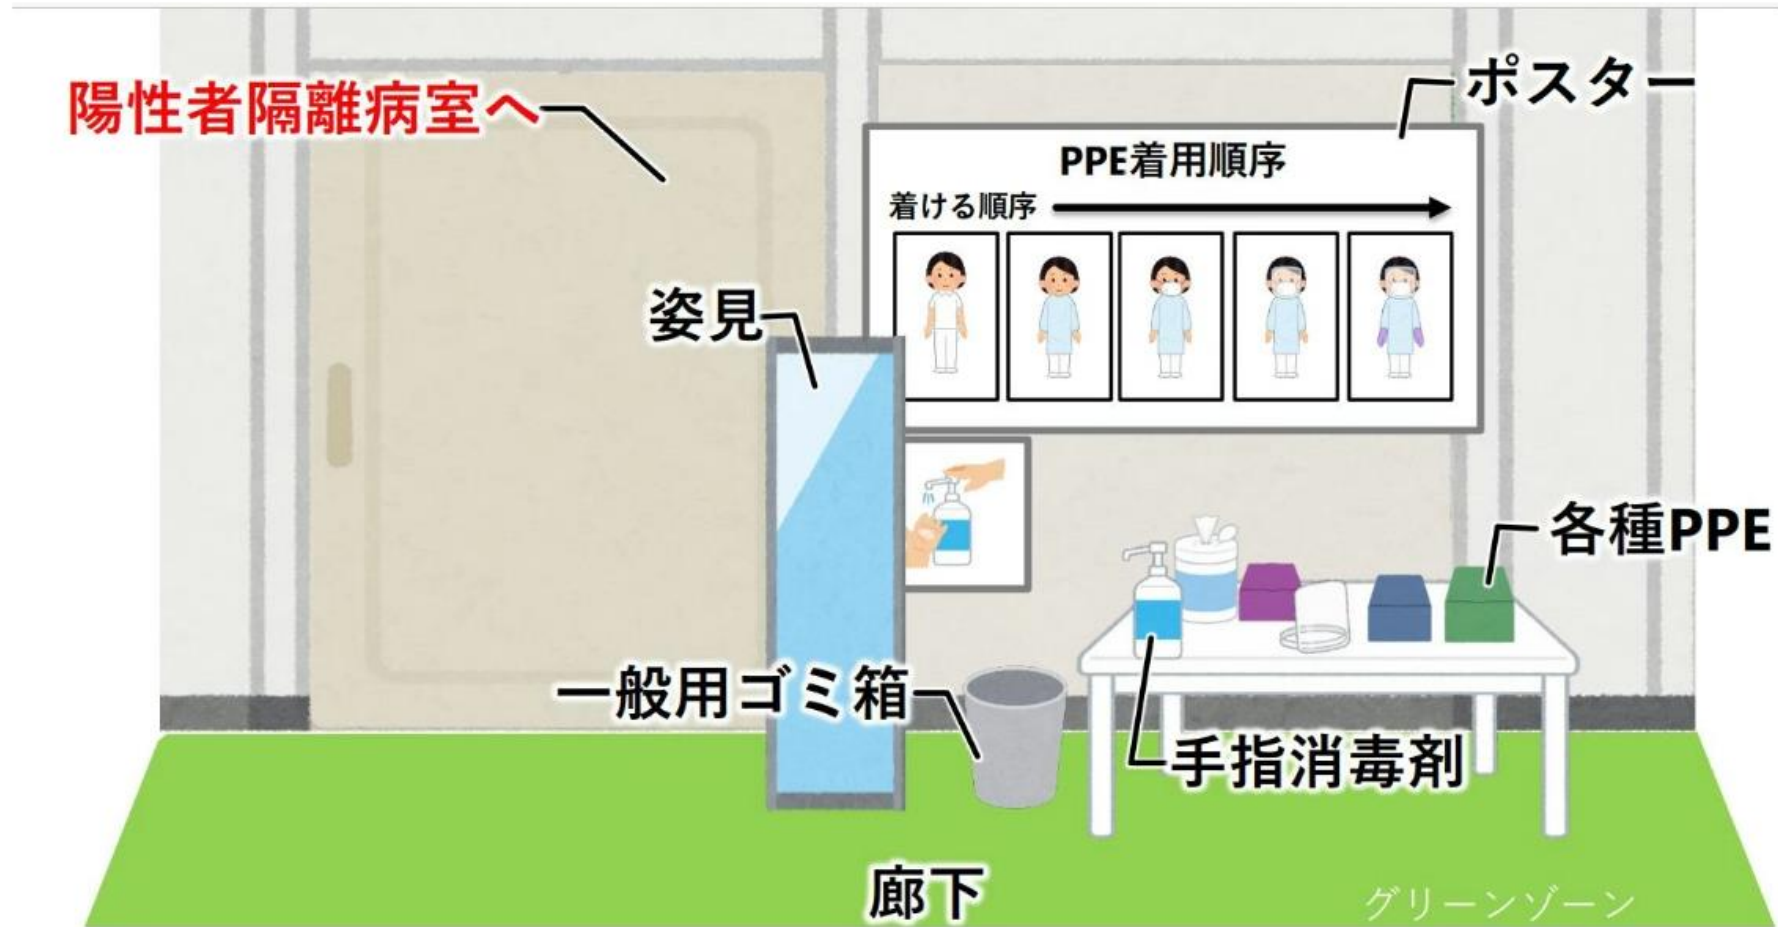 陽性者隔離病室へ
ポスター
PPE着用順序
着ける順序
姿見
各種PPE
一般用ゴミ箱
手指消毒剤
廊下
グリーンゾーン